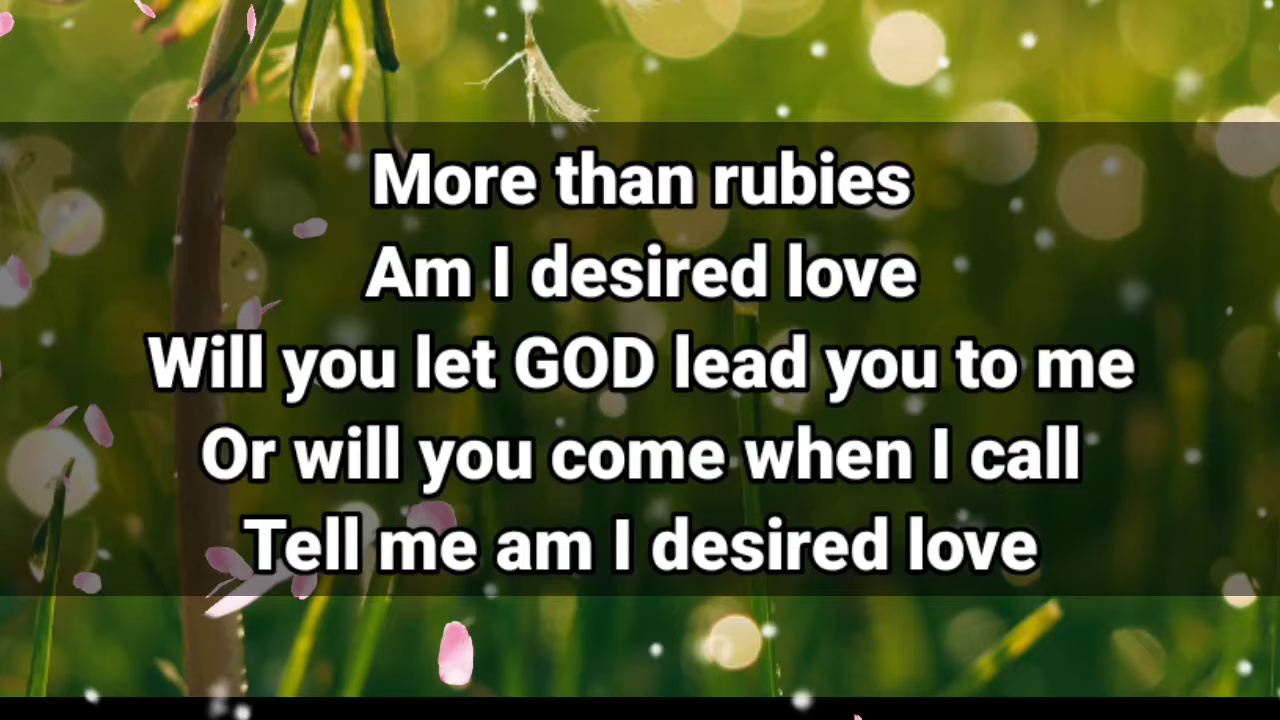 More than rubies
Am I desired love
Will you let GOD lead you to me
Or will you come when I call
Tell me am I desired love